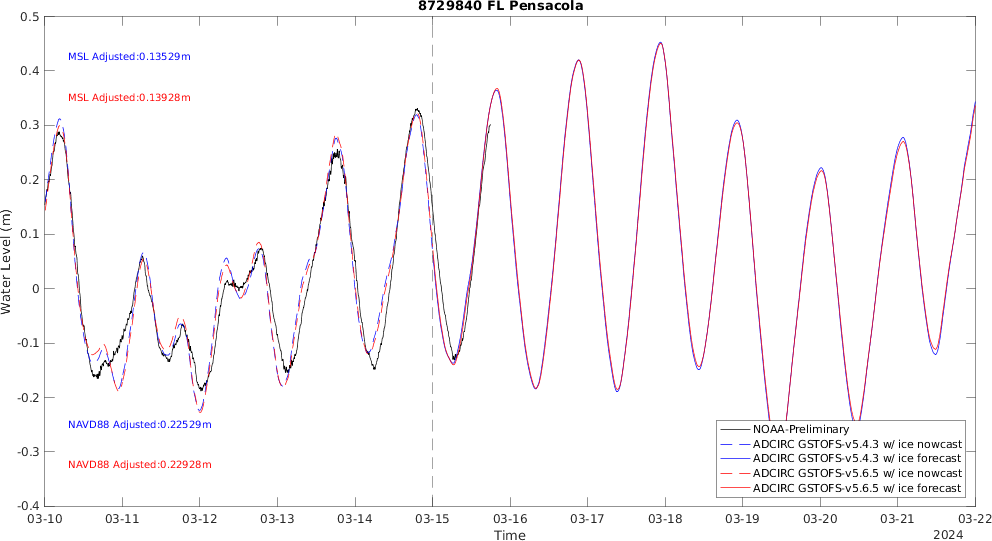 8729840 FL Pensacola
0.5
0.4
0.3
0.2
0.1
0
-0.1
-0.2
-0.3
-0.4
Water Level (m)
MSL Adjusted:0.13529m
MSL Adjusted:0.13928m
NAVD88 Adjusted:0.22529m
NAVD88 Adjusted:0.22928m
NOAA-Preliminary
ADCIRC GSTOFS-v5.4.3 w/ ice nowcast
ADCIRC GSTOFS-v5.4.3 w/ ice forecast
ADCIRC GSTOFS-v5.6.5 w/ ice nowcast
ADCIRC GSTOFS-v5.6.5 w/ ice forecast
03-10 03-11 03-12 03-13 03-14 03-15 03-16 03-17 03-18 03-19 03-20 03-21 03-22
Time
2024